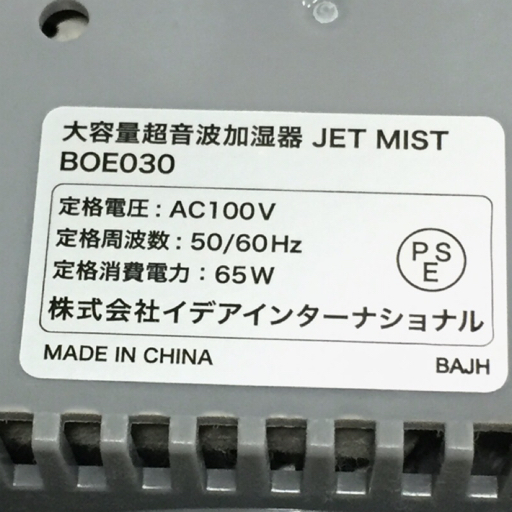 大容量超音波加湿器 JET MIST
BOE030
定格電圧：AC100V
定格周波数：50/60Hz
定格消費電力：65W
PSE
株式会社イデアインターナショナル
MADE IN CHINA
BAJH